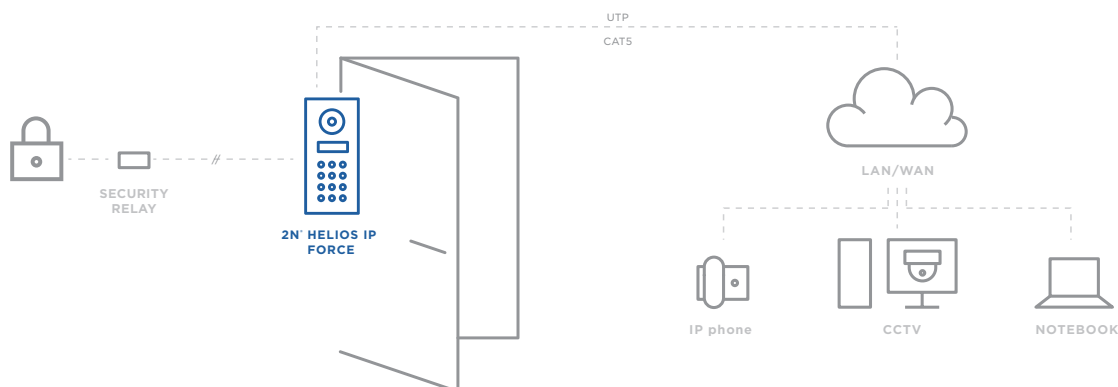 UTP
CAT5
LAN/WAN
SECURITY
RELAY
2N® HELIOS IP
FORCE
IP phone
CCTV
NOTEBOOK